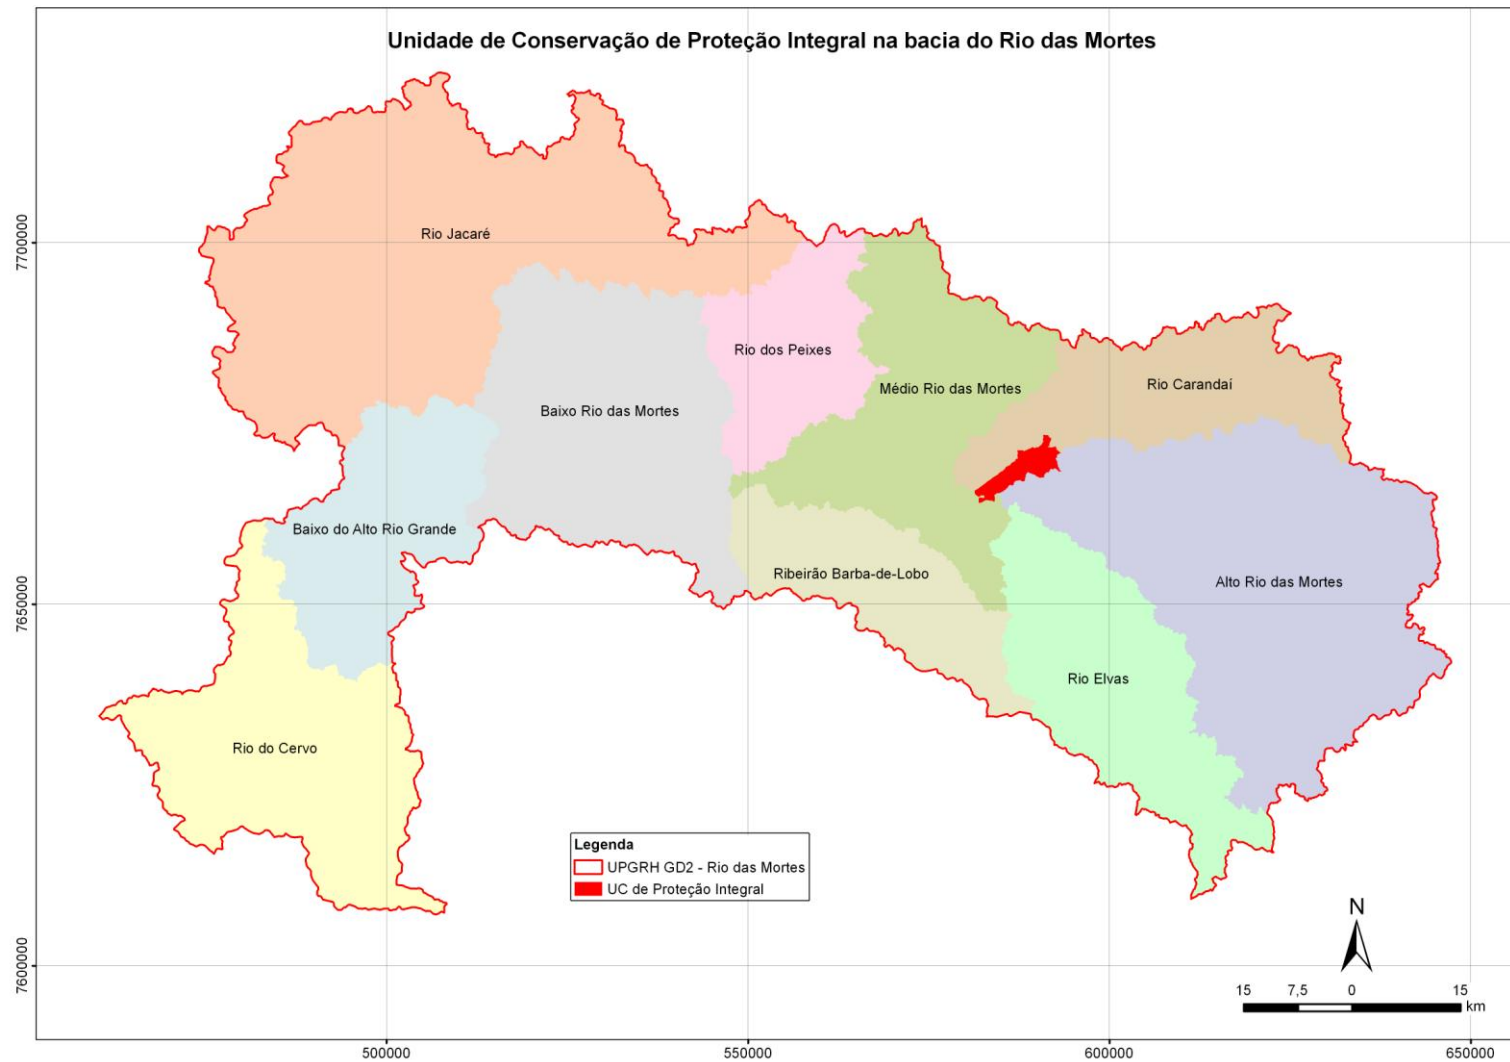 Unidade de Conservação de Proteção Integral na bacia do Rio das Mortes
7700000
7650000
7600000
Rio Jacaré
Rio dos Peixes
Rio Carandaí
Médio Rio das Mortes
Baixo Rio das Mortes
Baixo do Alto Rio Grande
Ribeirão Barba-de-Lobo
Alto Rio das Mortes
Rio Elvas
Rio do Cervo
Legenda
UPGRH GD2 - Rio das Mortes
UC de Proteção Integral
N
15 7,5 0 15
km
500000 550000 600000 650000